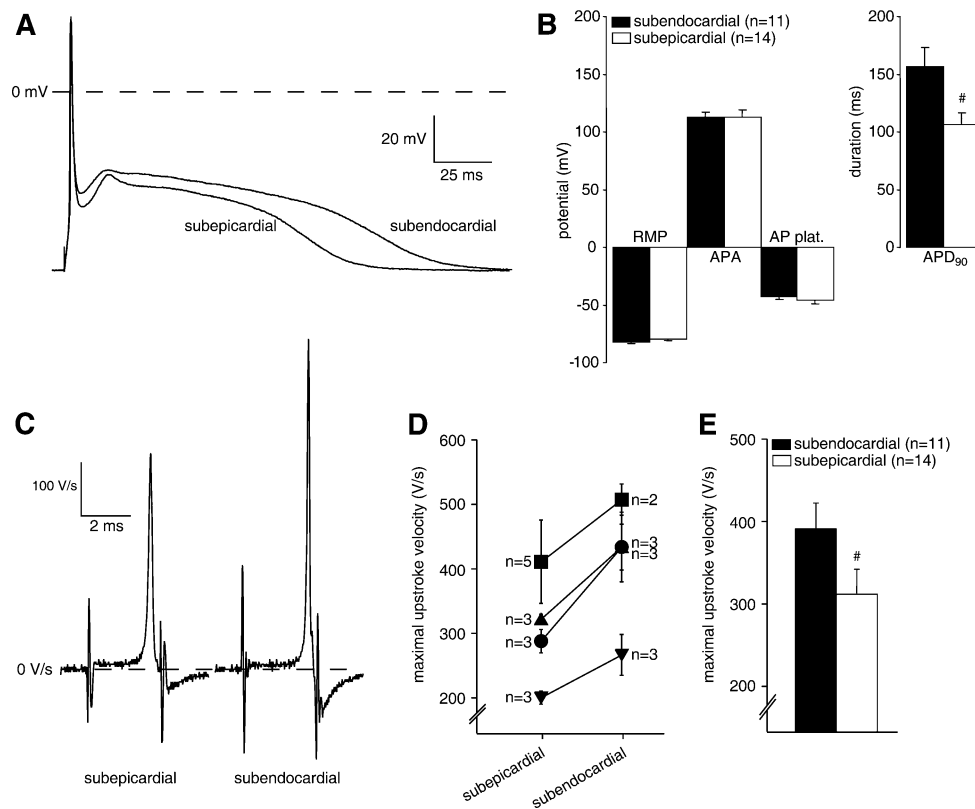 A
0 mV
20 mV
25 ms
subepicardial
subendocardial
B
subendocardial (n=11)
subepicardial (n=14)
potential (mV)
200
150
100
50
0
-50
-100
RMP
APA
AP plat.
duration (ms)
200
150
100
50
0
#
APD90
C
100 V/s
2 ms
0 V/s
subepicardial
subendocardial
D
maximal upstroke velocity (V/s)
600
500
400
300
200
n=5
n=3
n=3
n=3
n=2
n=3
n=3
n=3
subepicardial
subendocardial
E
subendocardial (n=11)
subepicardial (n=14)
maximal upstroke velocity (V/s)
500
400
300
200
#